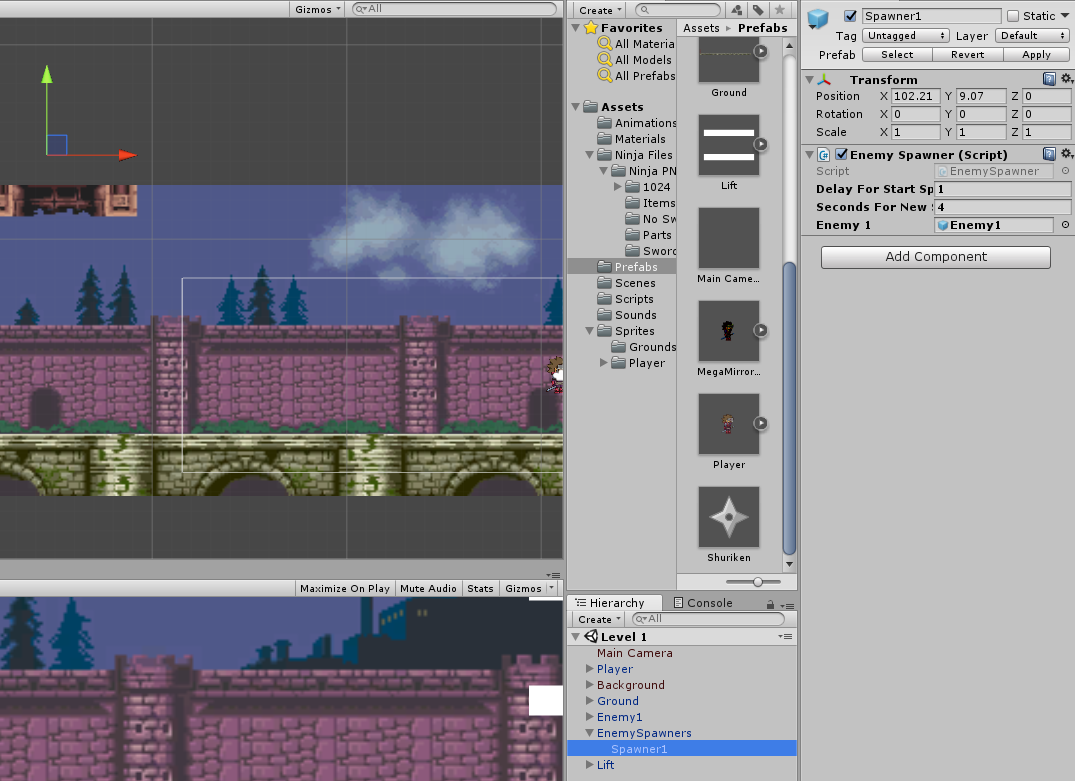 Gizmos
All
Maximize On Play Mute Audio Stats Gizmos
Create
Favorites
All Materia
All Models
All Prefabs
Assets
Animations
Materials
Ninja Files
Ninja PN
1024
Items
No Sw
Parts
Sword
Prefabs
Scenes
Scripts
Sounds
Sprites
Grounds
Player
Assets Prefabs
Ground
Lift
Main Came...
MegaMirror...
Player
Shuriken
Hierarchy Console
Create All
Level 1
Main Camera
Player
Background
Ground
Enemy1
EnemySpawners
Spawner1
Lift
Spawner1 Static
Tag Untagged Layer Default
Prefab Select Revert Apply
Transform
Position X 102.21 Y 9.07 Z 0
Rotation X 0 Y 0 Z 0
Scale X 1 Y 1 Z 1
Enemy Spawner (Script)
Script EnemySpawner
Delay For Start Sp 1
Seconds For New S 4
Enemy 1 Enemy1
Add Component